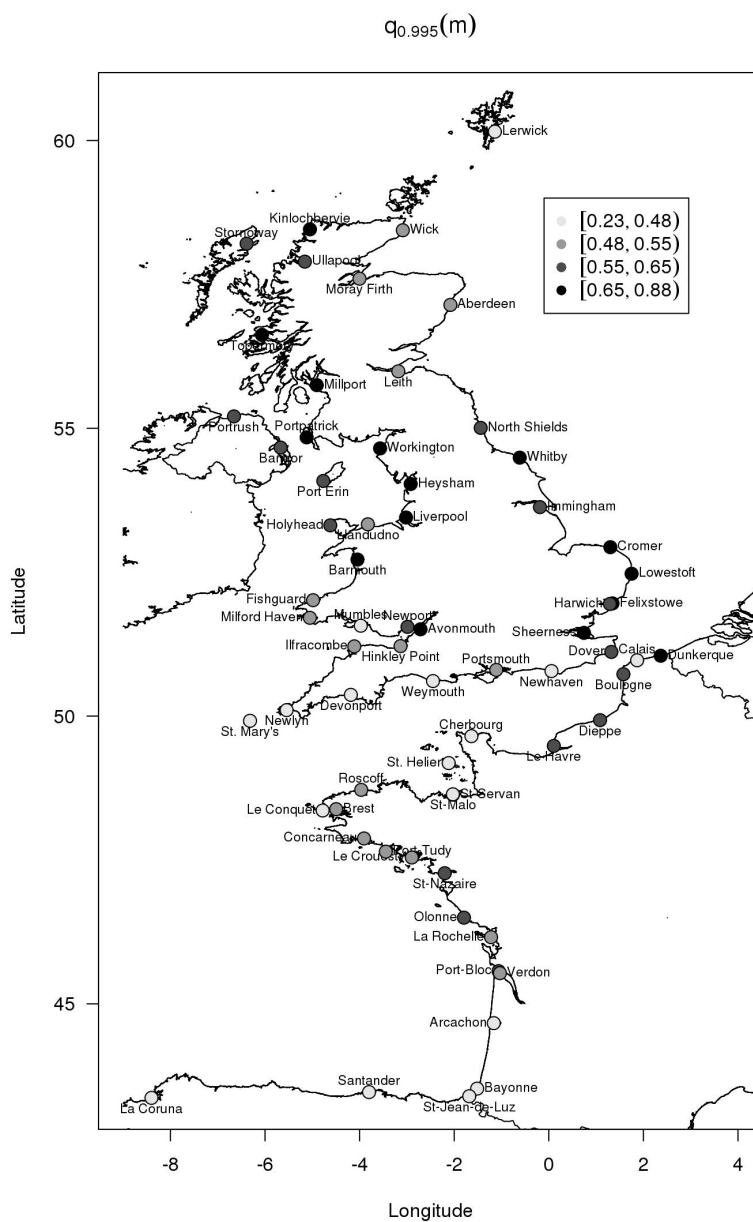 q0.995(m)
Lerwick
[0.23, 0.48)
[0.48, 0.55)
[0.55, 0.65)
[0.65, 0.88)
Kinlochbervie
Stornoway
Wick
Ullapool
Moray Firth
Aberdeen
Tobermory
Leith
Millport
Portrush
Portpatrick
North Shields
Bangor
Workington
Whitby
Port Erin
Heysham
Immingham
Holyhead
Llandudno
Liverpool
Cromer
Barmouth
Lowestoft
Fishguard
Harwich
Felixstowe
Milford Haven
Mumbles
Newport
Avonmouth
Sheerness
Ilfracombe
Hinkley Point
Portsmouth
Dover
Calais
Dunkerque
Newhaven
Boulogne
Devonport
Weymouth
Newlyn
St. Mary's
Cherbourg
Dieppe
Le Havre
St. Helier
Roscoff
St-Servan
St-Malo
Le Conquet
Brest
Concarneau
Le Crouesty
Port-Tudy
St-Nazaire
Olonne
La Rochelle
Port-Bloc
Verdon
Arcachon
Santander
Bayonne
La Coruna
St-Jean-de-Luz
60
55
50
45
Latitude
-8
-6
-4
-2
0
2
4
Longitude